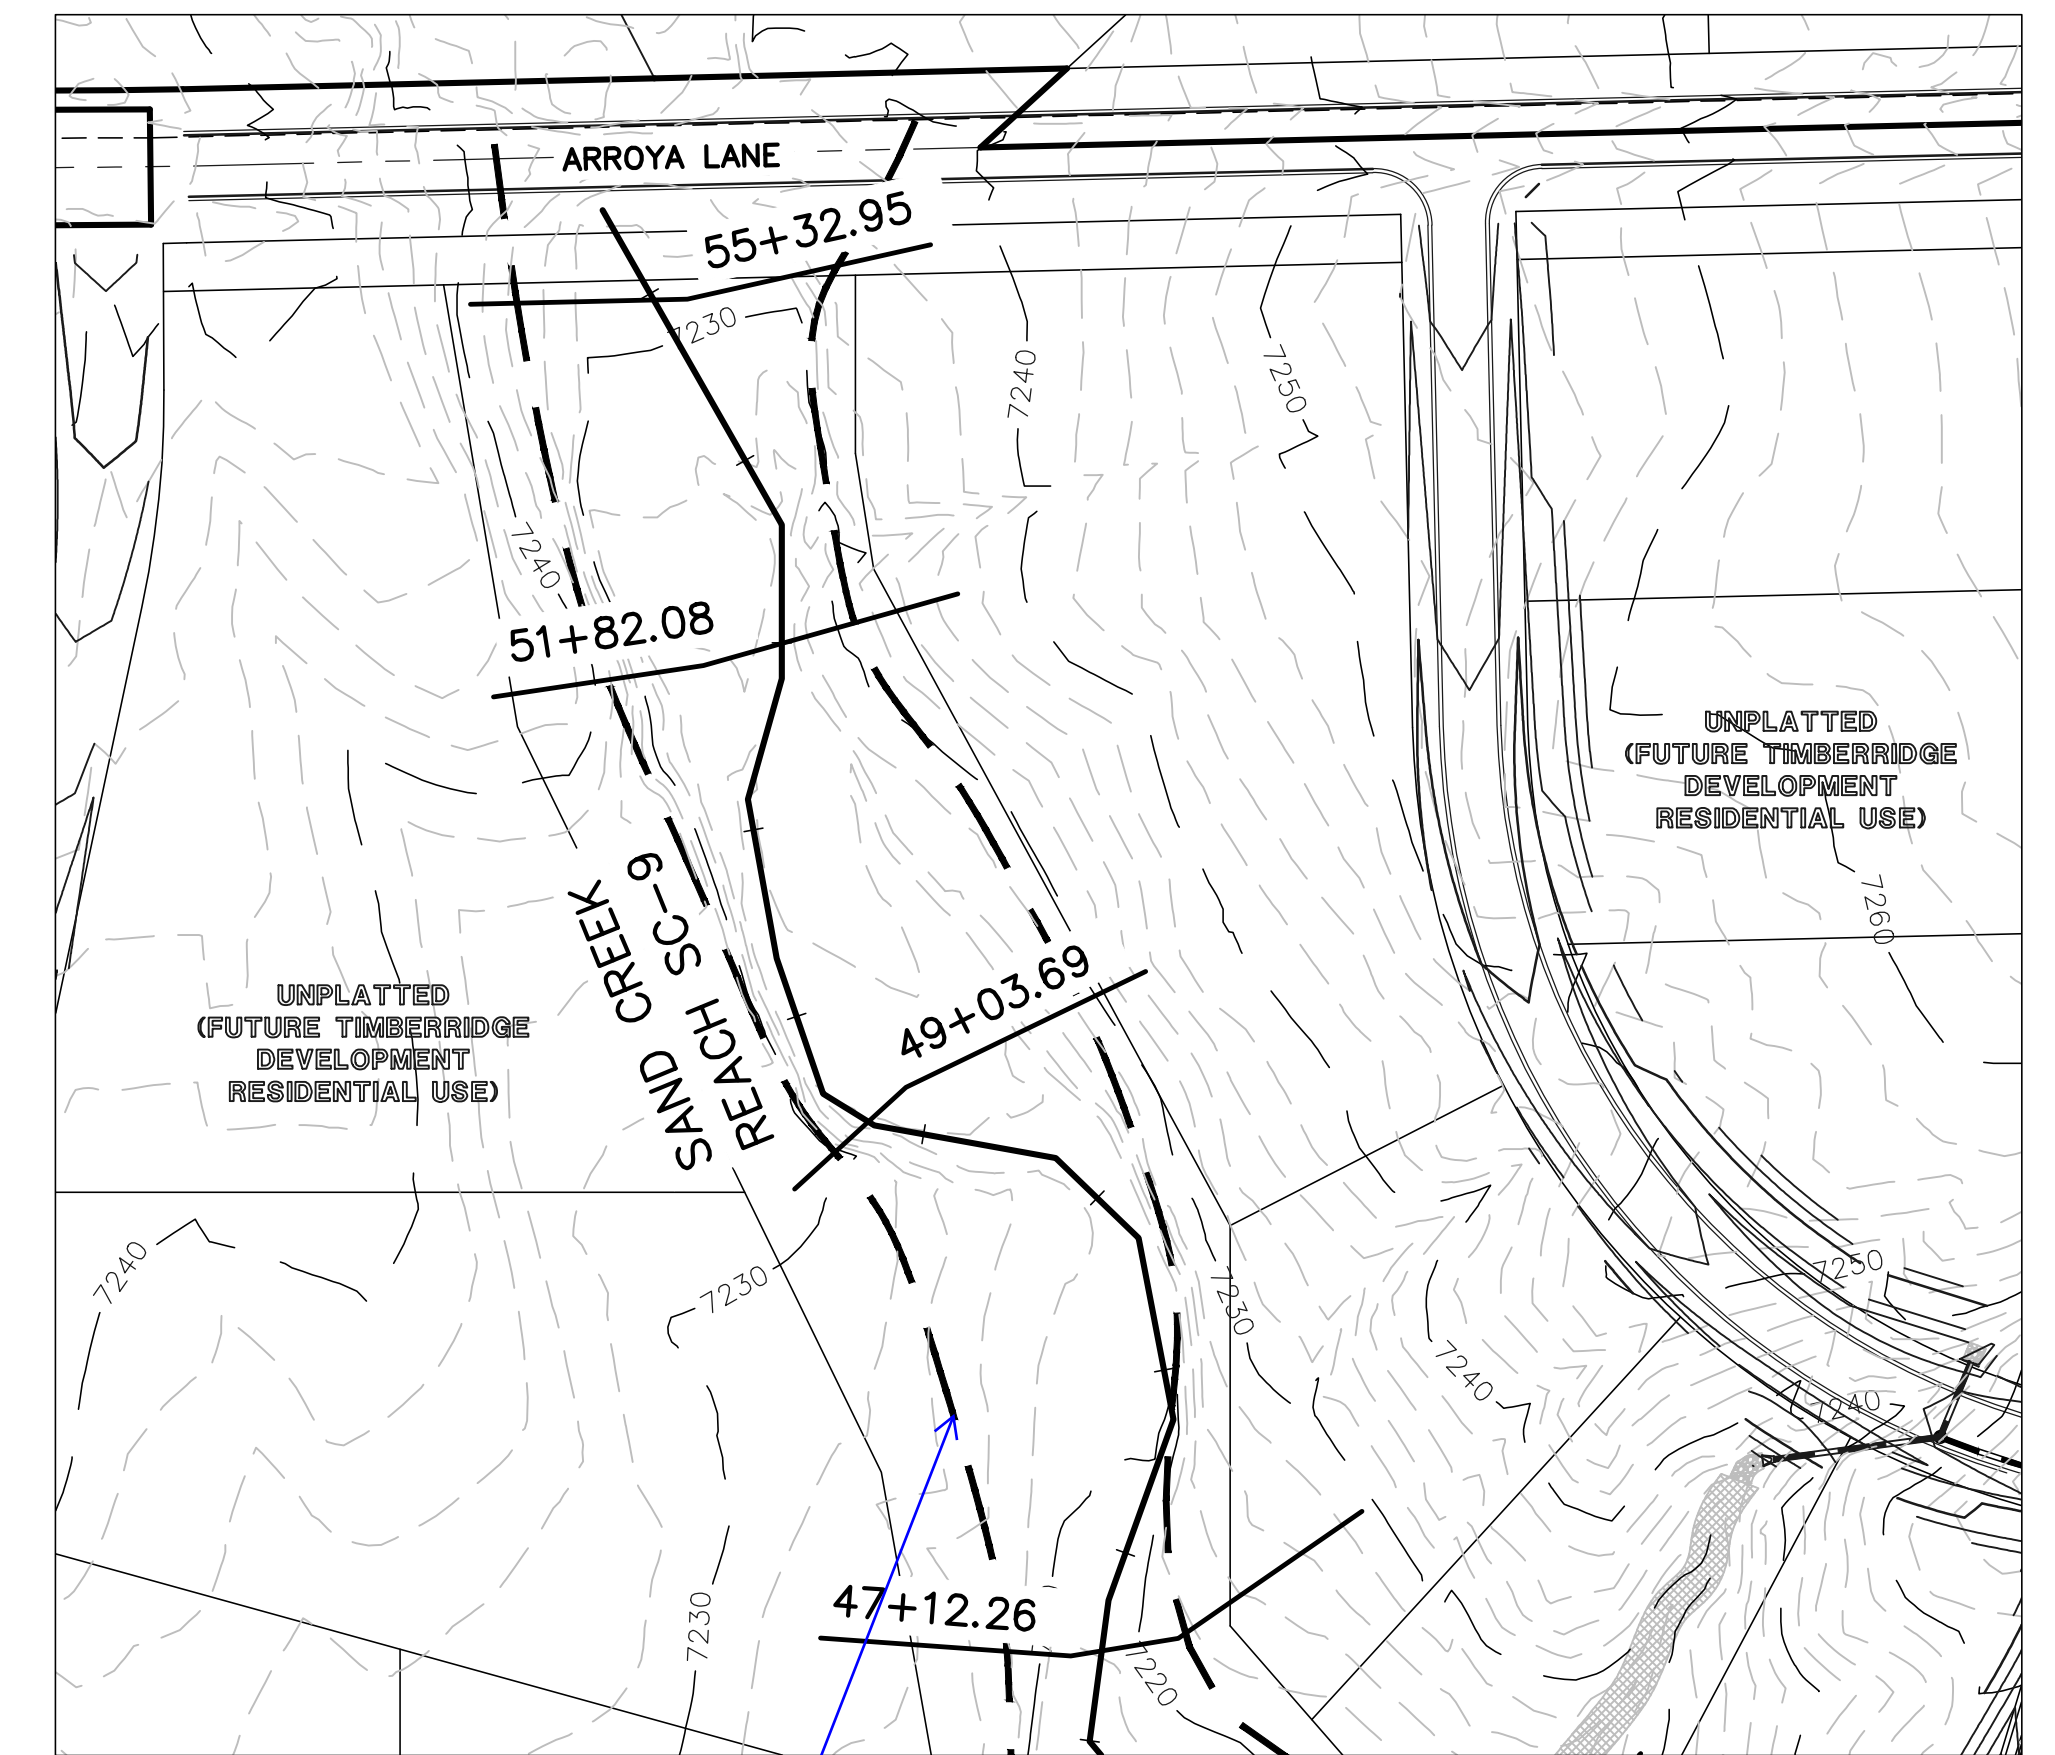 ARROYA LANE
55+32.95
7230
7240
7250
7240
51+82.08
UNPLATTED
(FUTURE TIMBERRIDGE
DEVELOPMENT
RESIDENTIAL USE)
7260
SAND CREEK
REACH SC-9
49+03.69
UNPLATTED
(FUTURE TIMBERRIDGE
DEVELOPMENT
RESIDENTIAL USE)
7240
7230
7230
7250
7240
7240
47+12.26
7230
7220